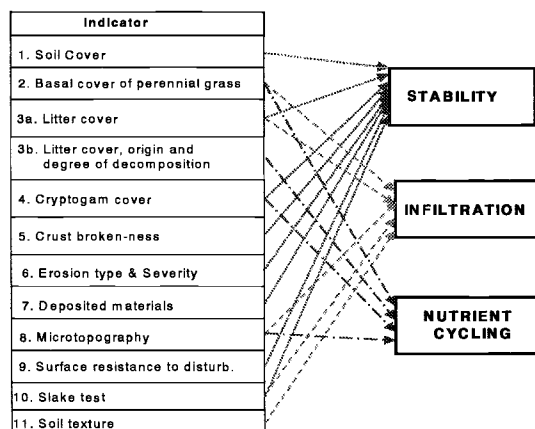 Indicator
1. Soil Cover
2. Basal cover of perennial grass
3a. Litter cover
3b. Litter cover, origin and
degree of decomposition
4. Cryptogam cover
5. Crust broken-ness
6. Erosion type & Severity
7. Deposited materials
8. Microtopography
9. Surface resistance to disturb.
10. Slake test
11. Soil texture
STABILITY
INFILTRATION
NUTRIENT
CYCLING